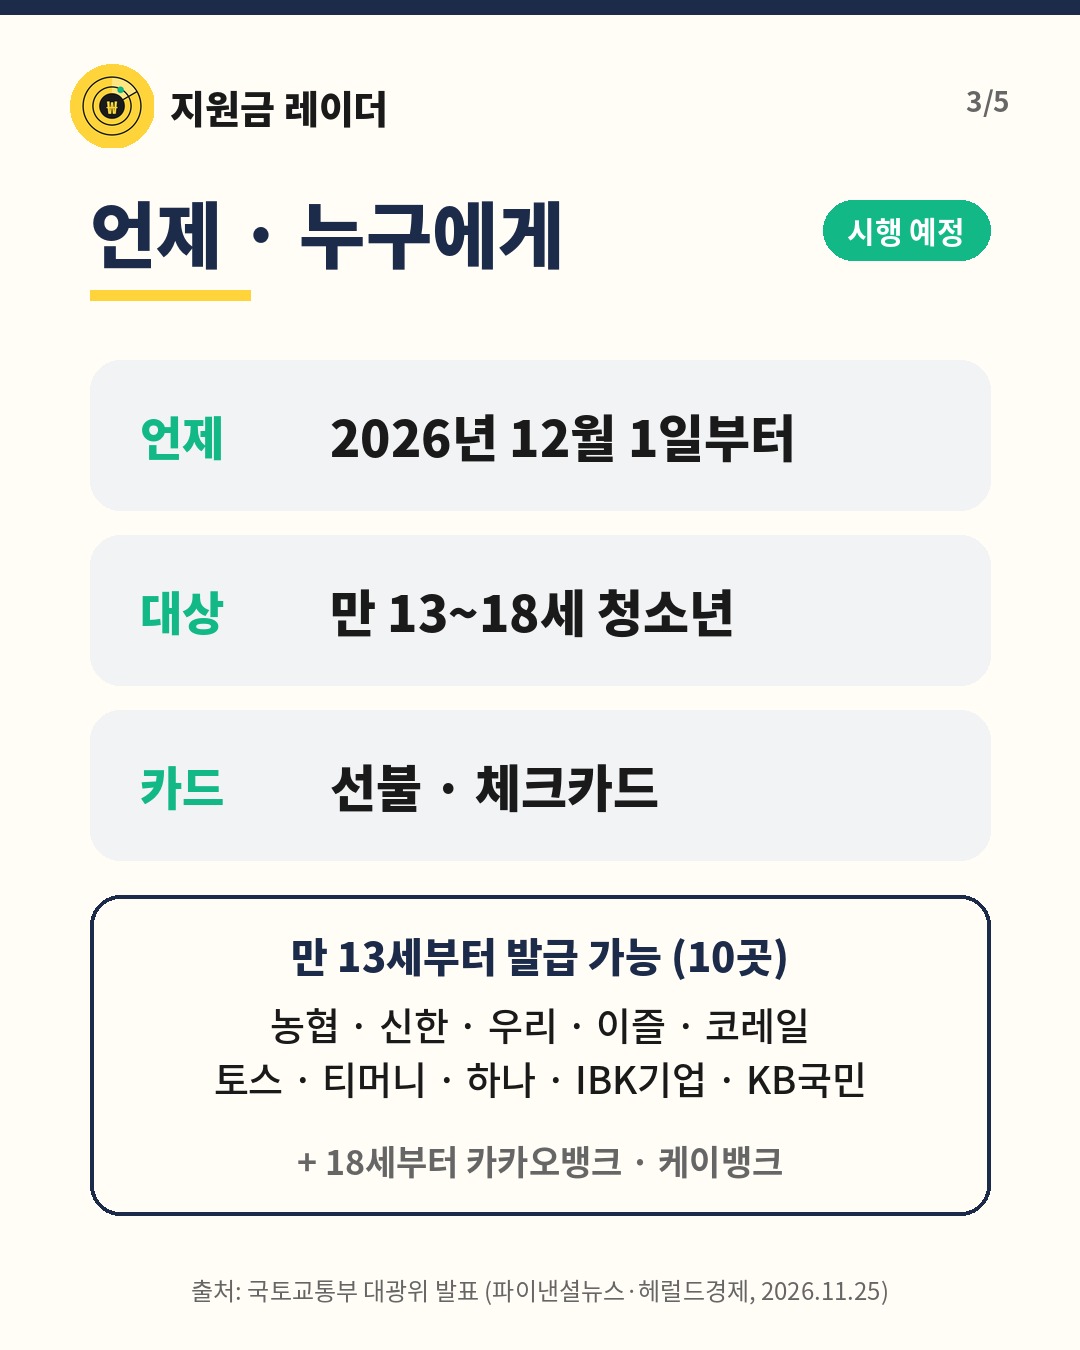 지원금 레이더
3/5
언제 · 누구에게
시행 예정
언제 2026년 12월 1일부터
대상 만 13~18세 청소년
카드 선불 · 체크카드
만 13세부터 발급 가능 (10곳)
농협 · 신한 · 우리 · 이즐 · 코레일
토스 · 티머니 · 하나 · IBK기업 · KB국민
+ 18세부터 카카오뱅크 · 케이뱅크
출처: 국토교통부 대광위 발표 (파이낸셜뉴스·헤럴드경제, 2026.11.25)